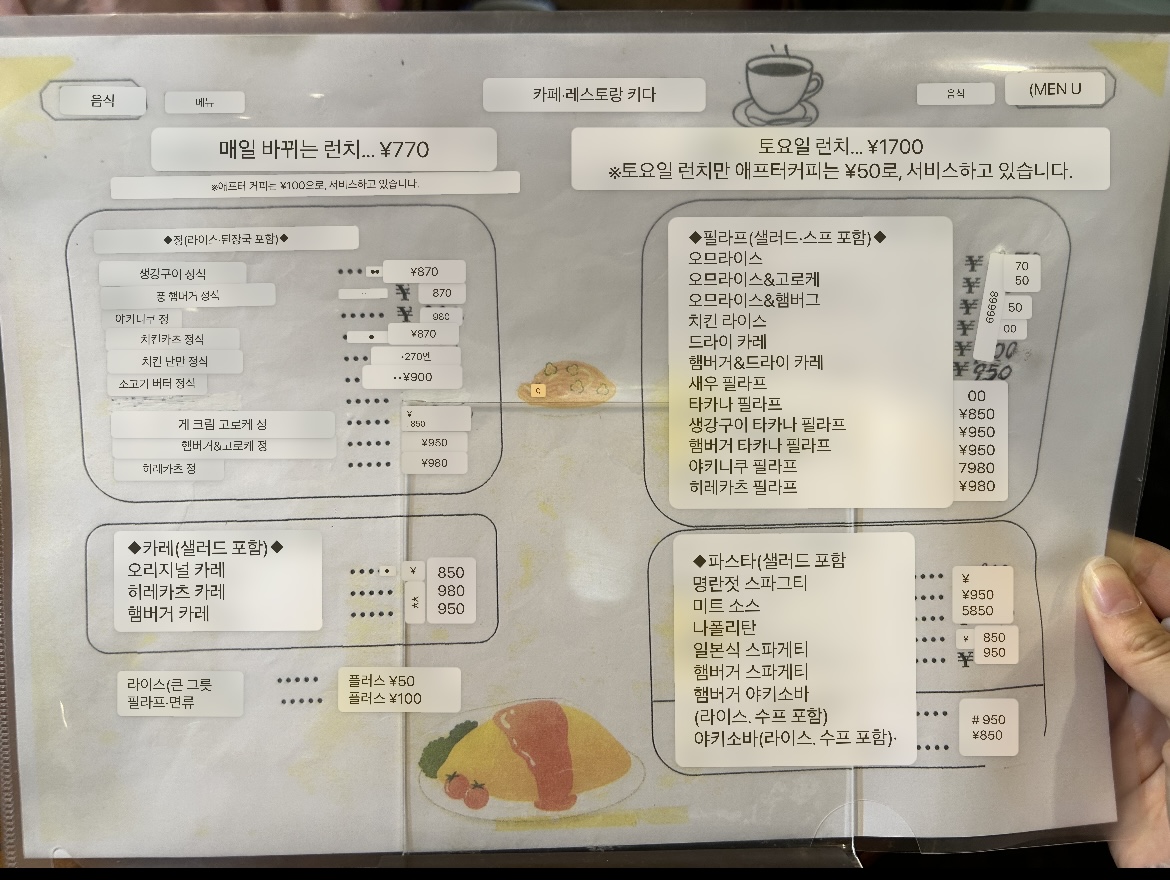 음식
메뉴
카페·레스토랑 키다
음식
(MEN U
매일 바뀌는 런치... ¥770
※애프터 커피는 ¥100으로, 서비스하고 있습니다.
토요일 런치... ¥1700
※토요일 런치만 애프터커피는 ¥50로, 서비스하고 있습니다.
◆정(라이스·된장국 포함)◆
생강구이 성식 ••••• ¥870
퐁 햄버거 성식 ¥ 870
야키니쿠 정 ••••• ¥ 980
치킨카츠 정식 • ¥870
치킨 난만 정식 ••• ·270엔
소고기 버터 정식 •• ··¥900
•••••
게 크림 고로케 싱 ••••• ¥ 850
햄버거&고로케 정 ••••• ¥950
히레카츠 정 ••••• ¥980
◆카레(샐러드 포함)◆
오리지널 카레 ••••• ¥ 850
히레카츠 카레 ••••• 980
햄버거 카레 ••••• 950
라이스(큰 그릇 ••••• 플러스 ¥50
필라프·면류 ••••• 플러스 ¥100
◆필라프(샐러드·스프 포함)◆
오므라이스 ¥ 70
오므라이스&고로케 ¥ 50
오므라이스&햄버그 ¥ 50
치킨 라이스 ¥ 00
드라이 카레 ¥
햄버거&드라이 카레 ¥950
89999
새우 필라프 00
타카나 필라프 ¥850
생강구이 타카나 필라프 ¥950
햄버거 타카나 필라프 ¥950
야키니쿠 필라프 7980
히레카츠 필라프 ¥980
◆파스타(샐러드 포함
명란젓 스파그티 •••• ¥
미트 소스 •••• ¥950
나폴리탄 •••• 5850
일본식 스파게티 •••• ¥ 850
햄버거 스파게티 •••• ¥ 950
햄버거 야키소바
(라이스. 수프 포함) •••• # 950
야키소바(라이스. 수프 포함)· •••• ¥850